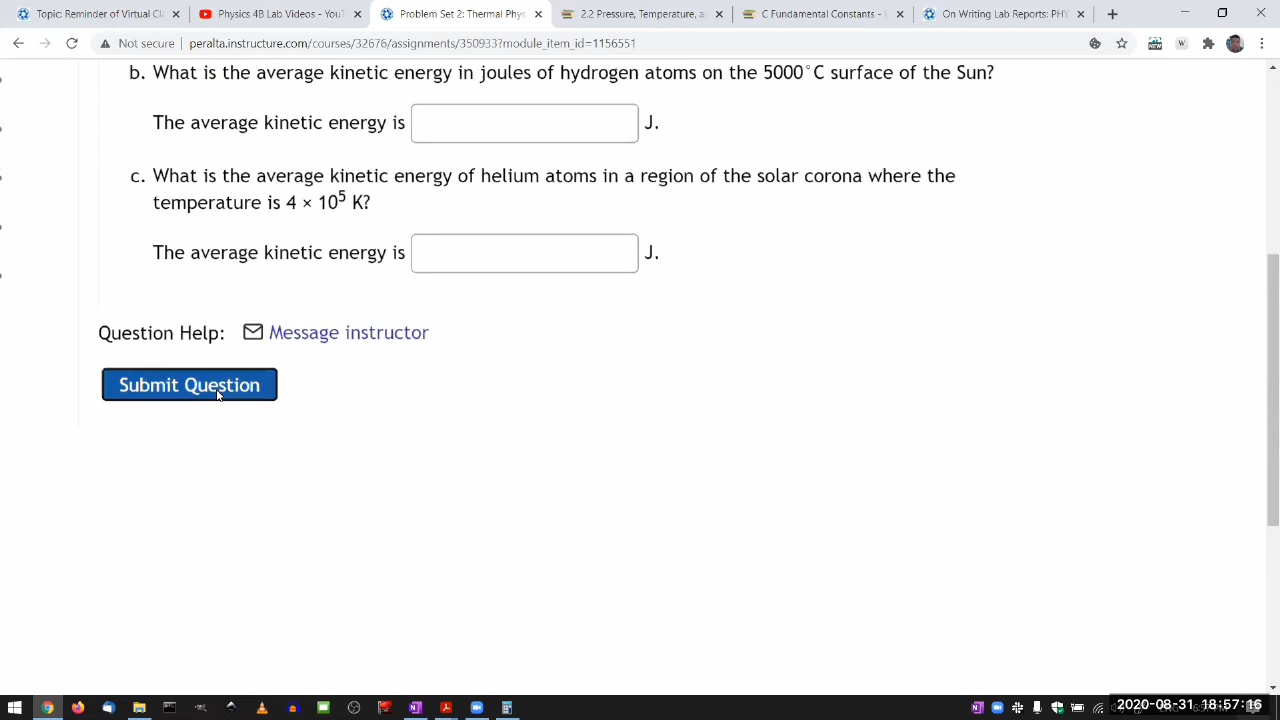 Topic: Reminder of Virtual Cl
Physics 4B Lab Videos - YouT
Problem Set 2: Thermal Phys
2.2 Pressure, Temperature, a
C Fundamental Constants -
On Writing Lab Reports: PHY
Not secure
peralta.instructure.com/courses/32676/assignments/350933?module_item_id=1156551
b. What is the average kinetic energy in joules of hydrogen atoms on the 5000°C surface of the Sun?
The average kinetic energy is J.
c. What is the average kinetic energy of helium atoms in a region of the solar corona where the
temperature is 4 × 10⁵ K?
The average kinetic energy is J.
Question Help: Message instructor
Submit Question
2020-08-31 18:57:16